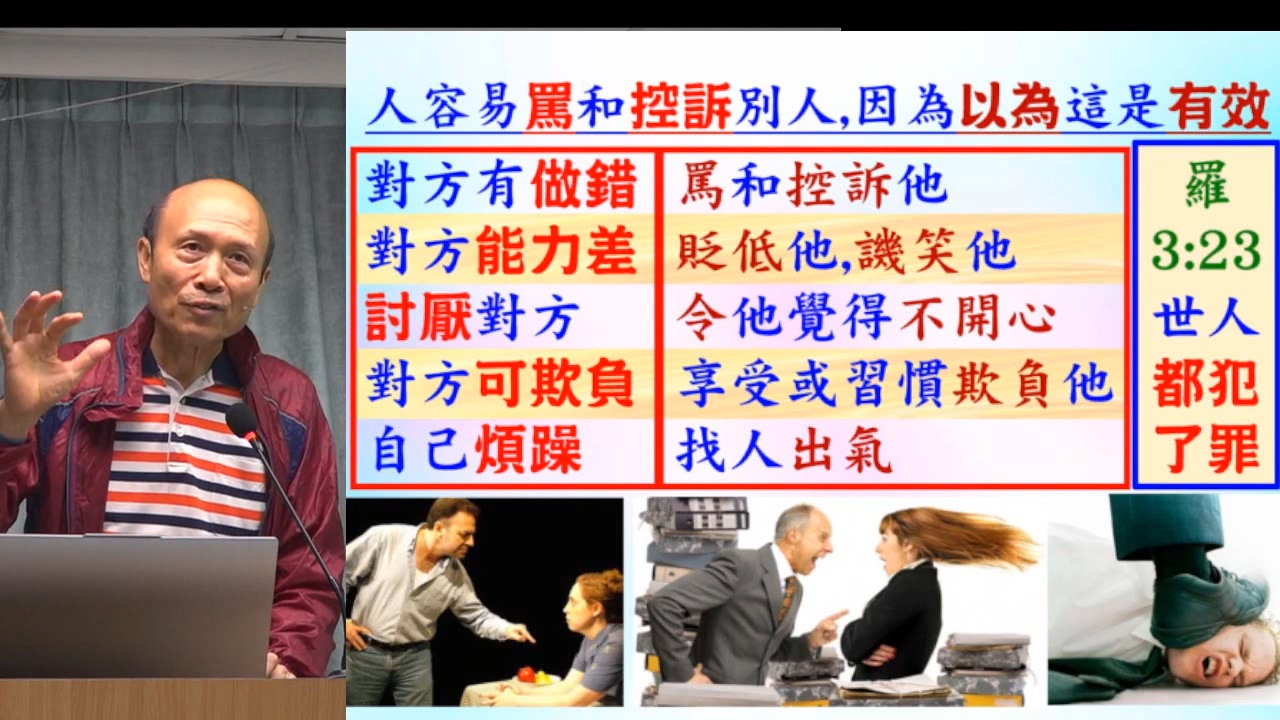 人容易罵和控訴別人,因為以為這是有效
對方有做錯 罵和控訴他
對方能力差 貶低他,譏笑他
討厭對方 令他覺得不開心
對方可欺負 享受或習慣欺負他
自己煩躁 找人出氣
羅
3:23
世人
都犯
了罪